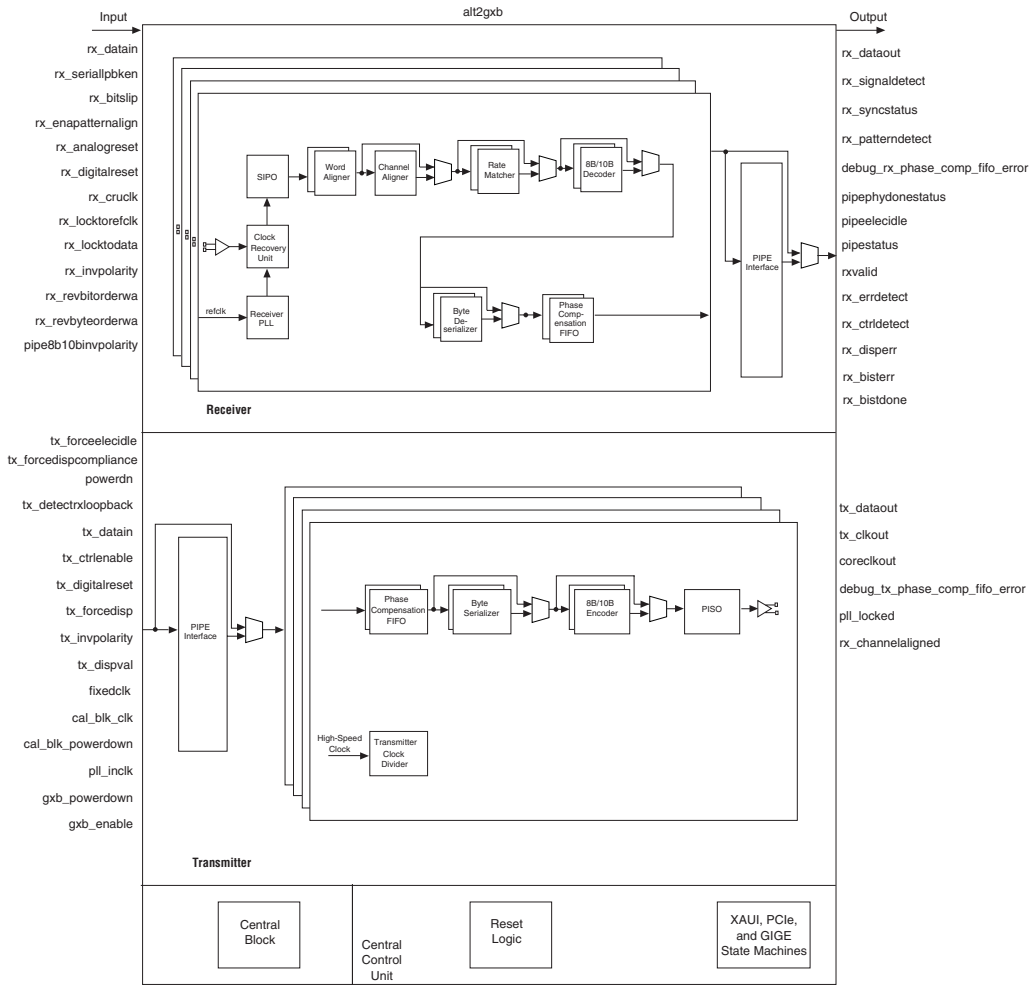 alt2gxb
Input
Output
rx_datain
rx_seriallpbken
rx_bitslip
rx_enapatternalign
rx_analogreset
rx_digitalreset
rx_cruclk
rx_locktorefclk
rx_locktodata
rx_invpolarity
rx_revbitorderwa
rx_revbyteorderwa
pipe8b10binvpolarity
SIPO
Word
Aligner
Channel
Aligner
Rate
Matcher
8B/10B
Decoder
Clock
Recovery
Unit
refclk
Receiver
PLL
Byte
De-
serializer
Phase
Comp-
ensation
FIFO
PIPE
Interface
Receiver
rx_dataout
rx_signaldetect
rx_syncstatus
rx_patterndetect
debug_rx_phase_comp_fifo_error
pipephydonestatus
pipeelecidle
pipestatus
rxvalid
rx_errdetect
rx_ctrldetect
rx_disperr
rx_bisterr
rx_bistdone
tx_forceelecidle
tx_forcedispcompliance
powerdn
tx_detectrxloopback
tx_datain
tx_ctrlenable
tx_digitalreset
tx_forcedisp
tx_invpolarity
tx_dispval
fixedclk
cal_blk_clk
cal_blk_powerdown
pll_inclk
gxb_powerdown
gxb_enable
PIPE
Interface
Phase
Compensation
FIFO
Byte
Serializer
8B/10B
Encoder
PISO
High-Speed
Clock
Transmitter
Clock
Divider
Transmitter
tx_dataout
tx_clkout
coreclkout
debug_tx_phase_comp_fifo_error
pll_locked
rx_channelaligned
Central
Block
Central
Control
Unit
Reset
Logic
XAUI, PCIe,
and GIGE
State Machines